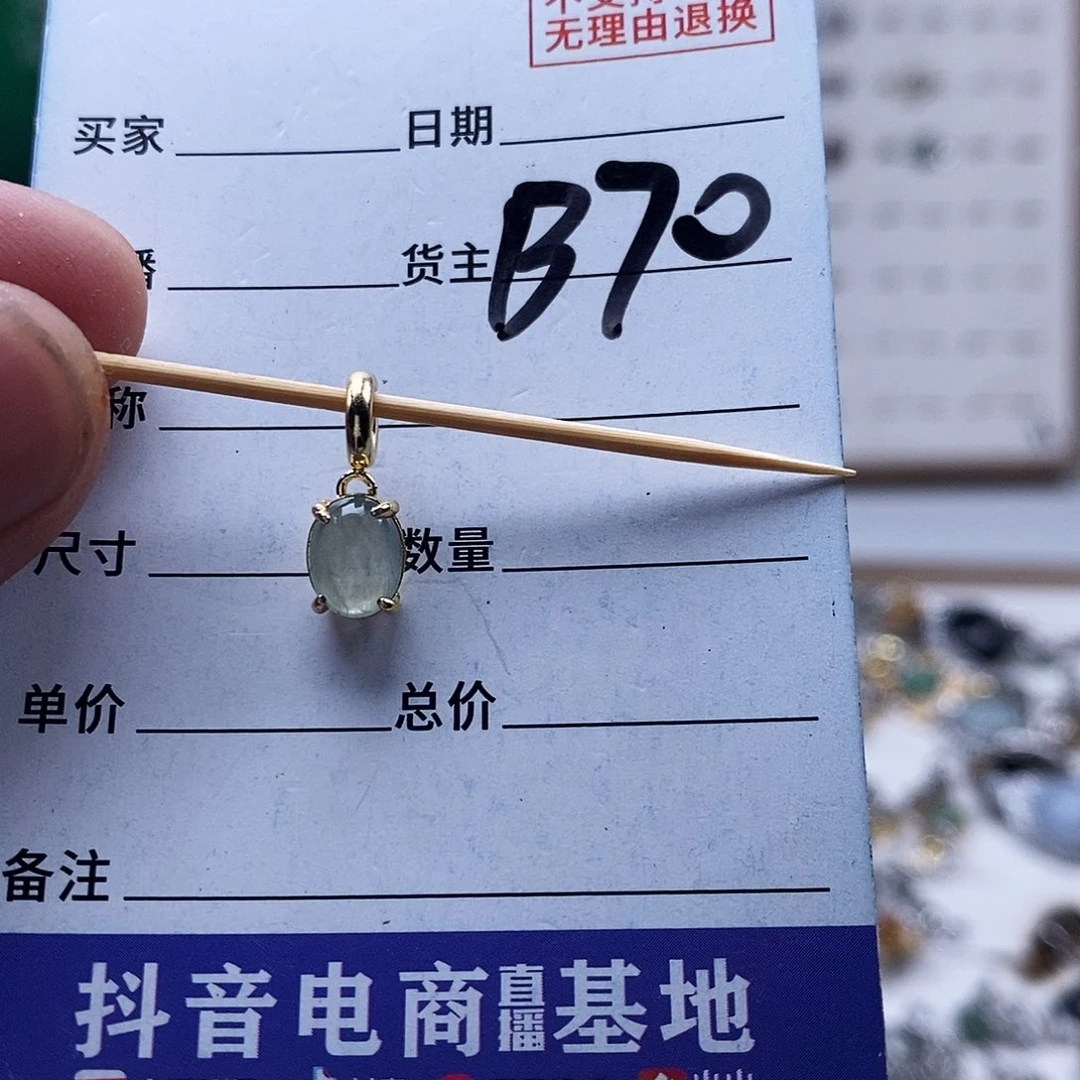 无理由退换
买家 日期
货主 B70
称
尺寸 数量
单价 总价
备注
抖音电商直播基地